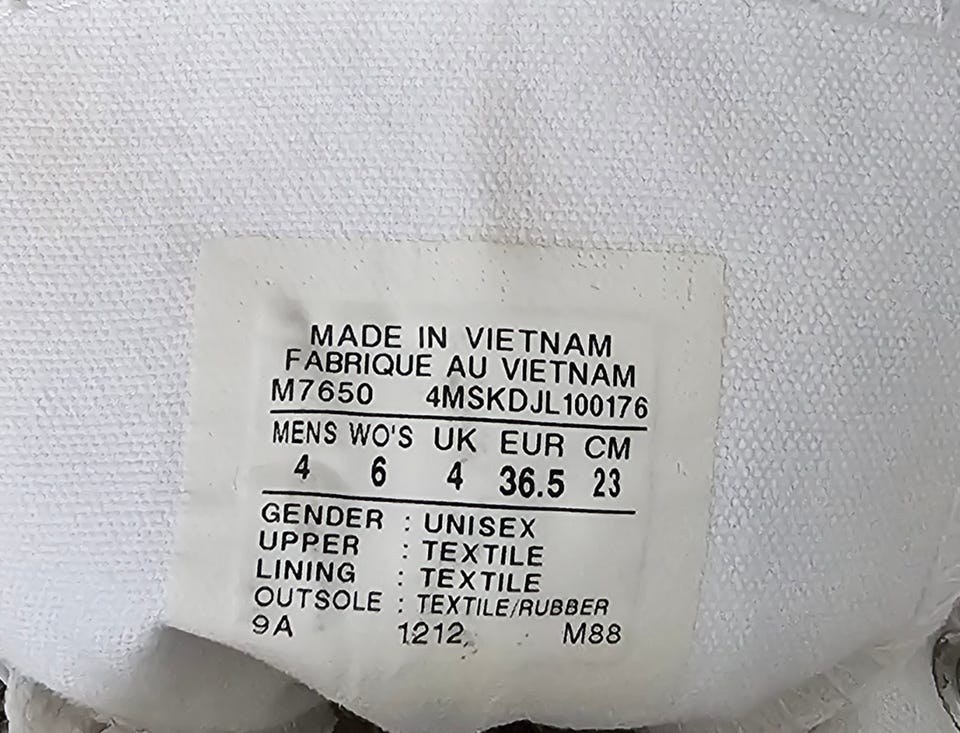 MADE IN VIETNAM
FABRIQUE AU VIETNAM
M7650 4MSKDJL100176
MENS WO'S UK EUR CM
4 6 4 36.5 23
GENDER : UNISEX
UPPER : TEXTILE
LINING : TEXTILE
OUTSOLE : TEXTILE/RUBBER
9A 1212 M88